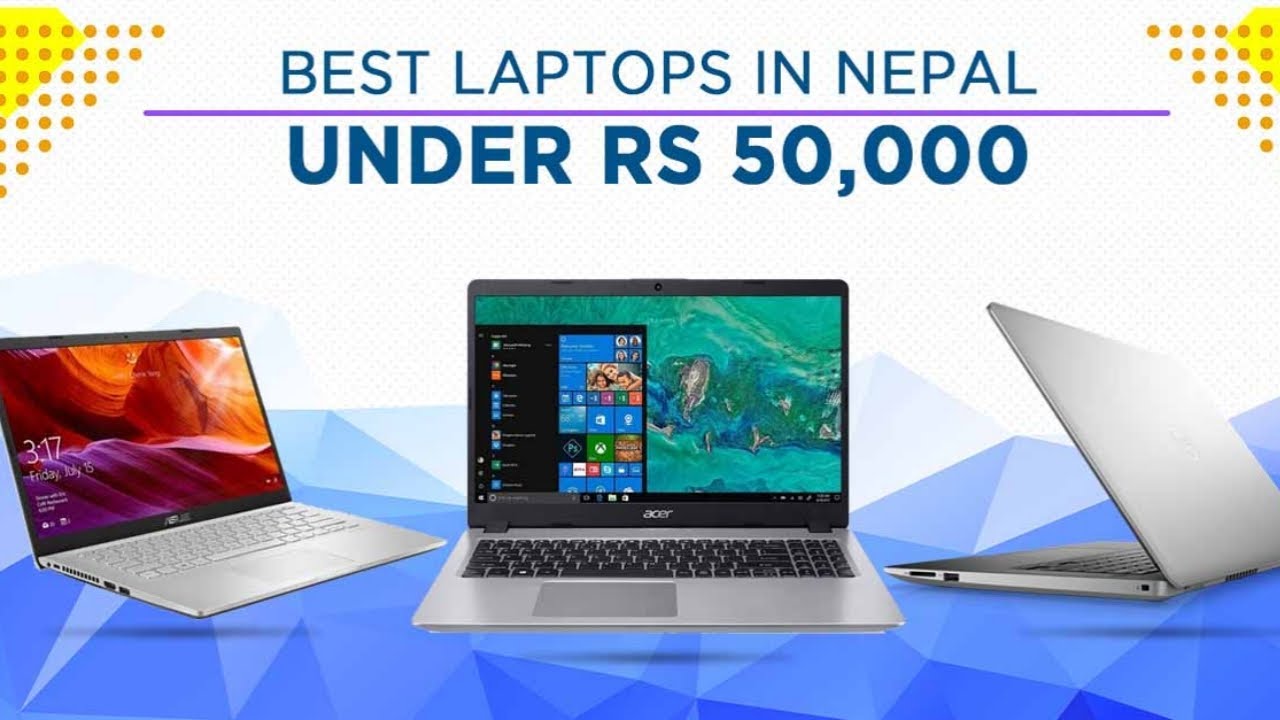 BEST LAPTOPS IN NEPAL
UNDER RS 50,000
3:17
Friday, July 15
acer